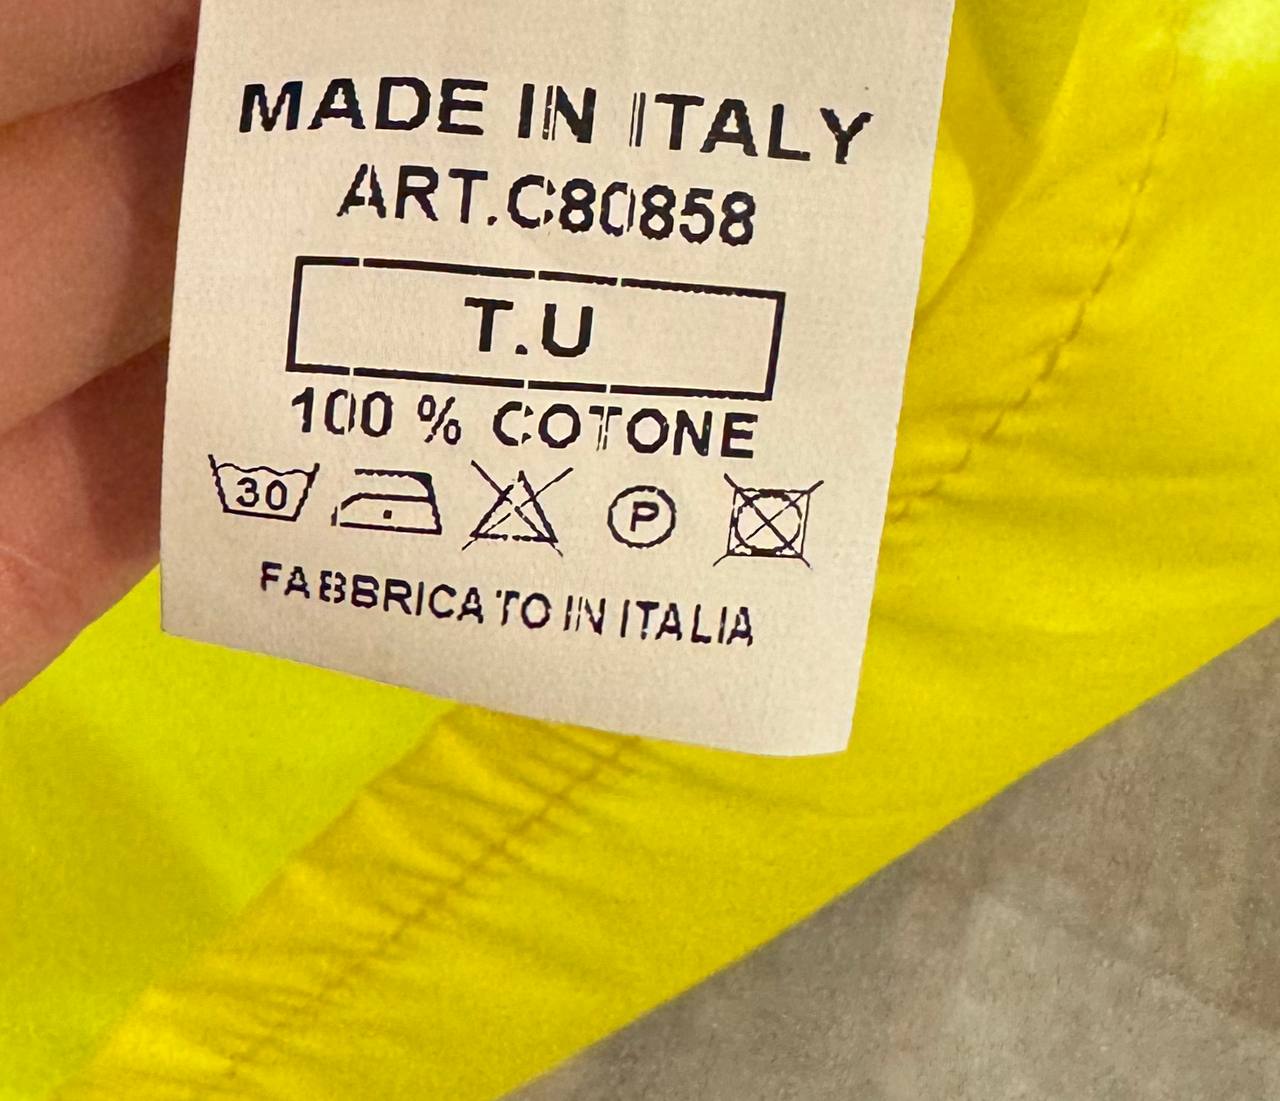 MADE IN ITALY
ART.C80858
T.U
100 % COTONE
30 P
FABBRICATO IN ITALIA